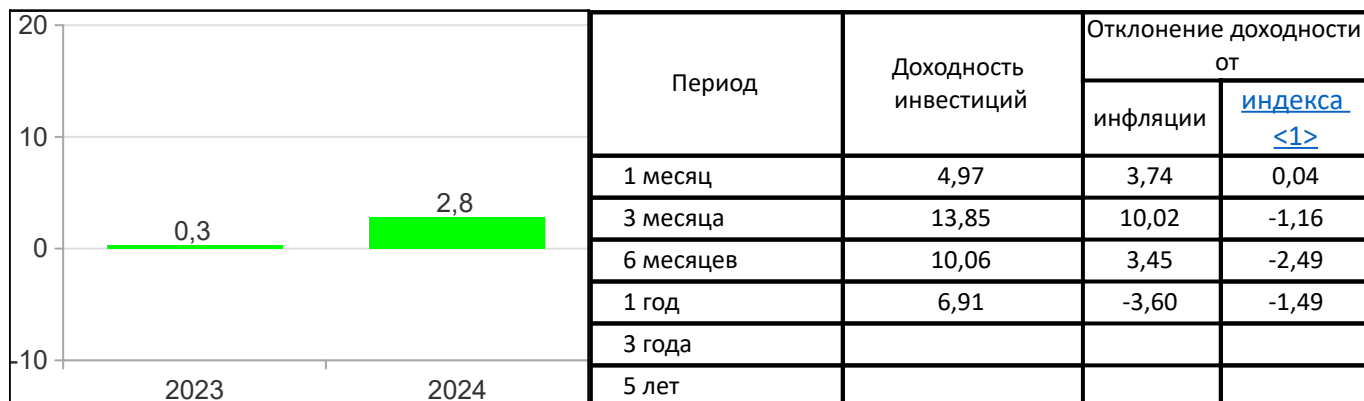 20
10
0
-10
0,3
2,8
2023
2024
Период
Доходность
инвестиций
Отклонение доходности
от
инфляции
индекса
<1>
1 месяц 4,97 3,74 0,04
3 месяца 13,85 10,02 -1,16
6 месяцев 10,06 3,45 -2,49
1 год 6,91 -3,60 -1,49
3 года
5 лет